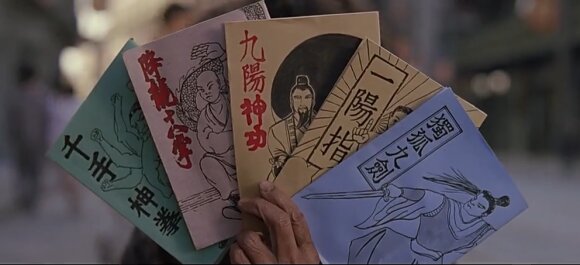 千手神拳
降龍十八掌
九陽神功
一陽指
獨孤九劍